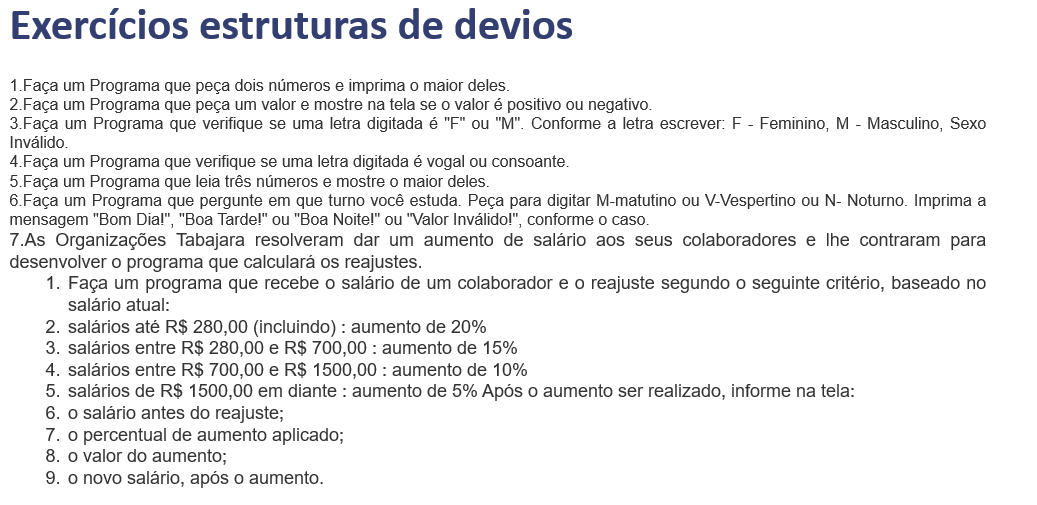 Exercícios estruturas de devios
1.Faça um Programa que peça dois números e imprima o maior deles.
2.Faça um Programa que peça um valor e mostre na tela se o valor é positivo ou negativo.
3.Faça um Programa que verifique se uma letra digitada é "F" ou "M". Conforme a letra escrever: F - Feminino, M - Masculino, Sexo
Inválido.
4.Faça um Programa que verifique se uma letra digitada é vogal ou consoante.
5.Faça um Programa que leia três números e mostre o maior deles.
6.Faça um Programa que pergunte em que turno você estuda. Peça para digitar M-matutino ou V-Vespertino ou N- Noturno. Imprima a
mensagem "Bom Dia!", "Boa Tarde!" ou "Boa Noite!" ou "Valor Inválido!", conforme o caso.
7.As Organizações Tabajara resolveram dar um aumento de salário aos seus colaboradores e lhe contraram para
desenvolver o programa que calculará os reajustes.
1. Faça um programa que recebe o salário de um colaborador e o reajuste segundo o seguinte critério, baseado no
salário atual:
2. salários até R$ 280,00 (incluindo) : aumento de 20%
3. salários entre R$ 280,00 e R$ 700,00 : aumento de 15%
4. salários entre R$ 700,00 e R$ 1500,00 : aumento de 10%
5. salários de R$ 1500,00 em diante : aumento de 5% Após o aumento ser realizado, informe na tela:
6. o salário antes do reajuste;
7. o percentual de aumento aplicado;
8. o valor do aumento;
9. o novo salário, após o aumento.